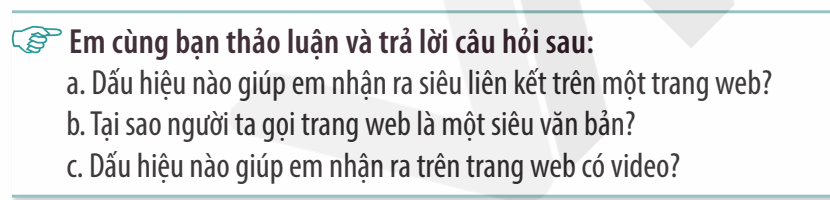 Em cùng bạn thảo luận và trả lời câu hỏi sau:
a. Dấu hiệu nào giúp em nhận ra siêu liên kết trên một trang web?
b. Tại sao người ta gọi trang web là một siêu văn bản?
c. Dấu hiệu nào giúp em nhận ra trên trang web có video?